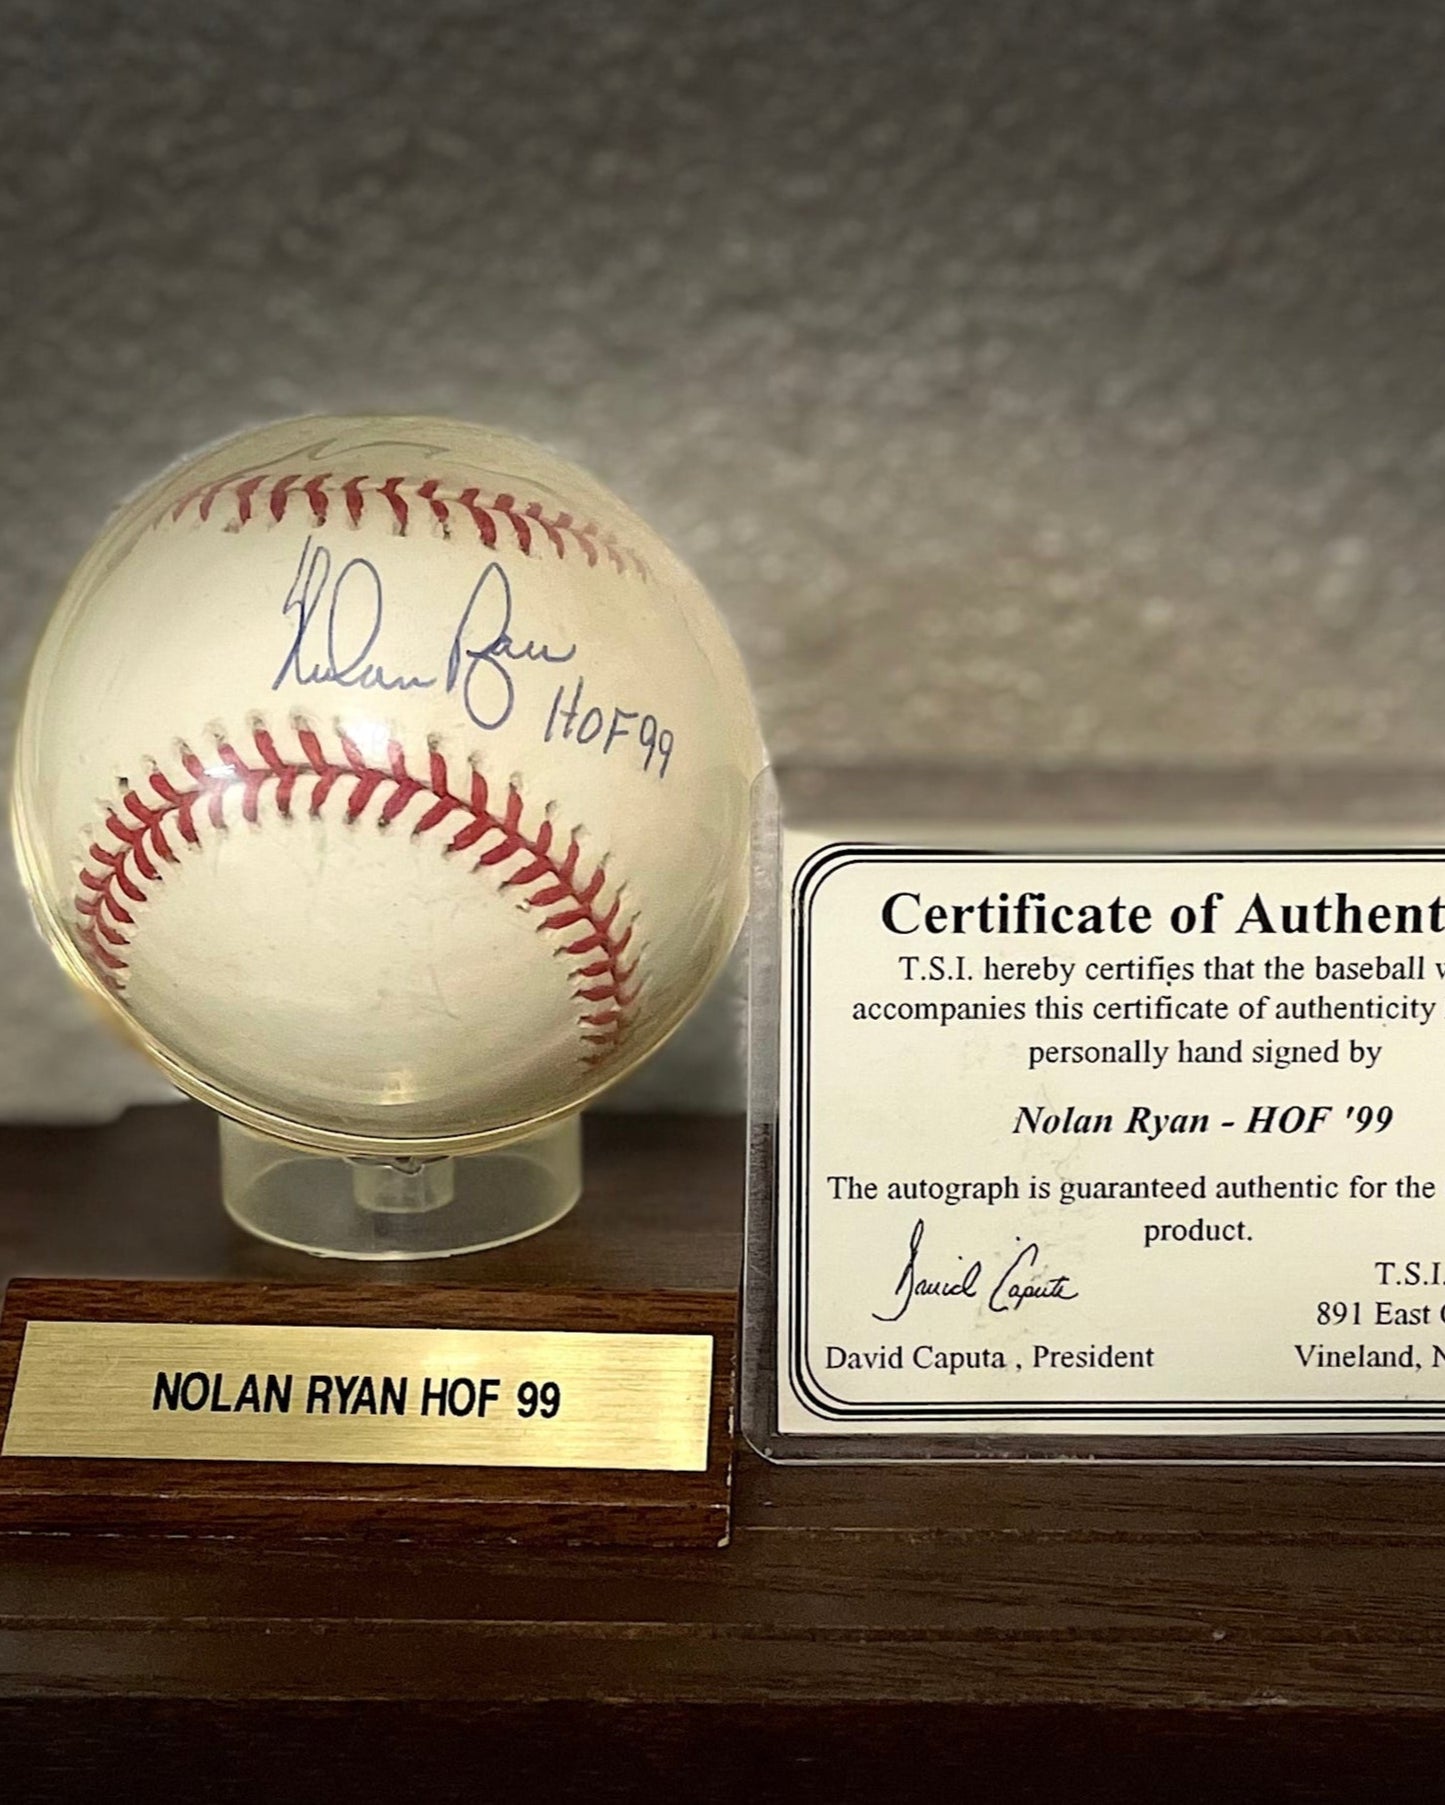 Nolan Ryan
HOF 99
NOLAN RYAN HOF 99
Certificate of Authent
T.S.I. hereby certifies that the baseball w
accompanies this certificate of authenticity
personally hand signed by
Nolan Ryan - HOF '99
The autograph is guaranteed authentic for the
product.
David Caputa
T.S.I.
891 East
David Caputa , President
Vineland, N